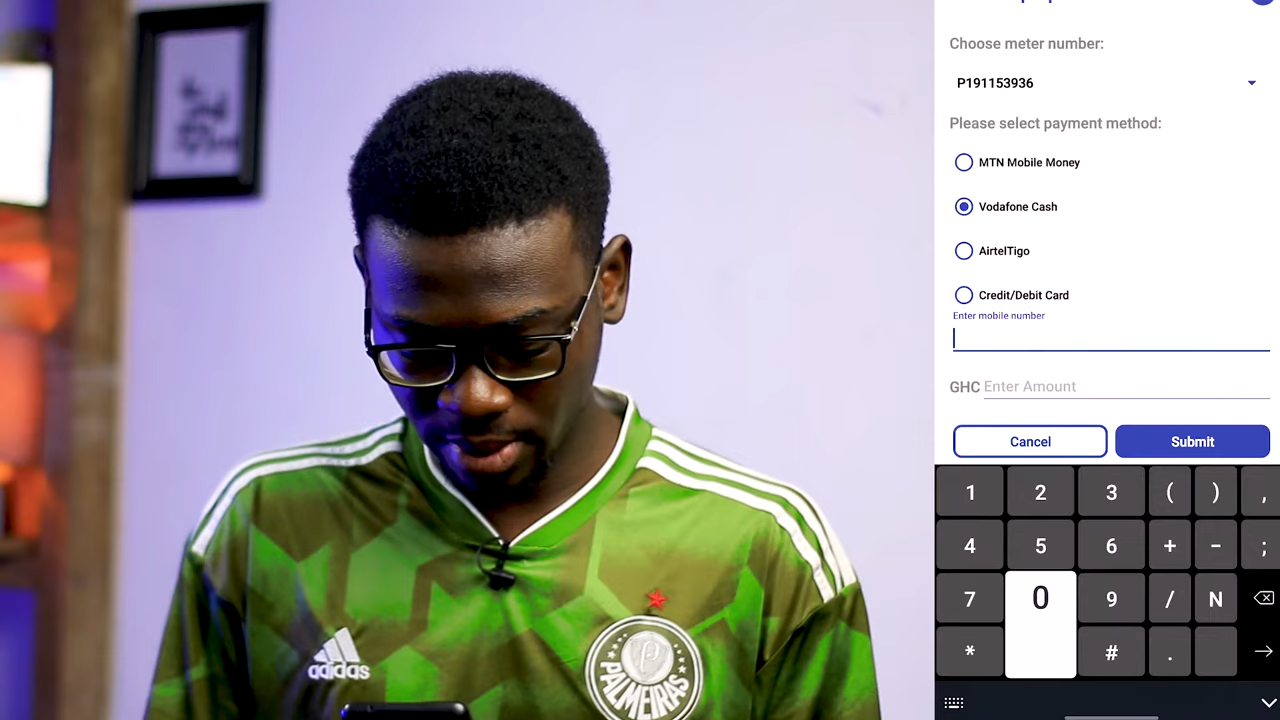 Choose meter number:
P191153936
Please select payment method:
MTN Mobile Money
Vodafone Cash
AirtelTigo
Credit/Debit Card
Enter mobile number
GHC Enter Amount
Cancel Submit
1 2 3 ( ) ,
4 5 6 + - ;
7 0 9 / N
* # .
adidas
P
PALMEIRAS